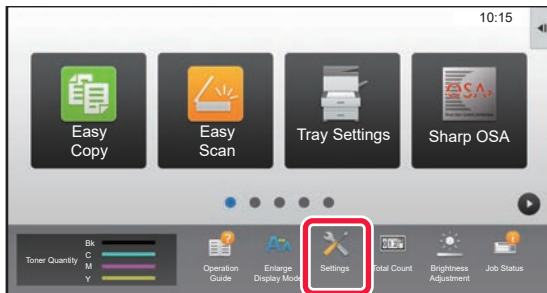 10:15
Easy
Copy
Easy
Scan
Tray Settings
OSA
Sharp OSA
Toner Quantity
Bk
C
M
Y
Operation
Guide
Enlarge
Display Mode
Settings
Total Count
Brightness
Adjustment
Job Status